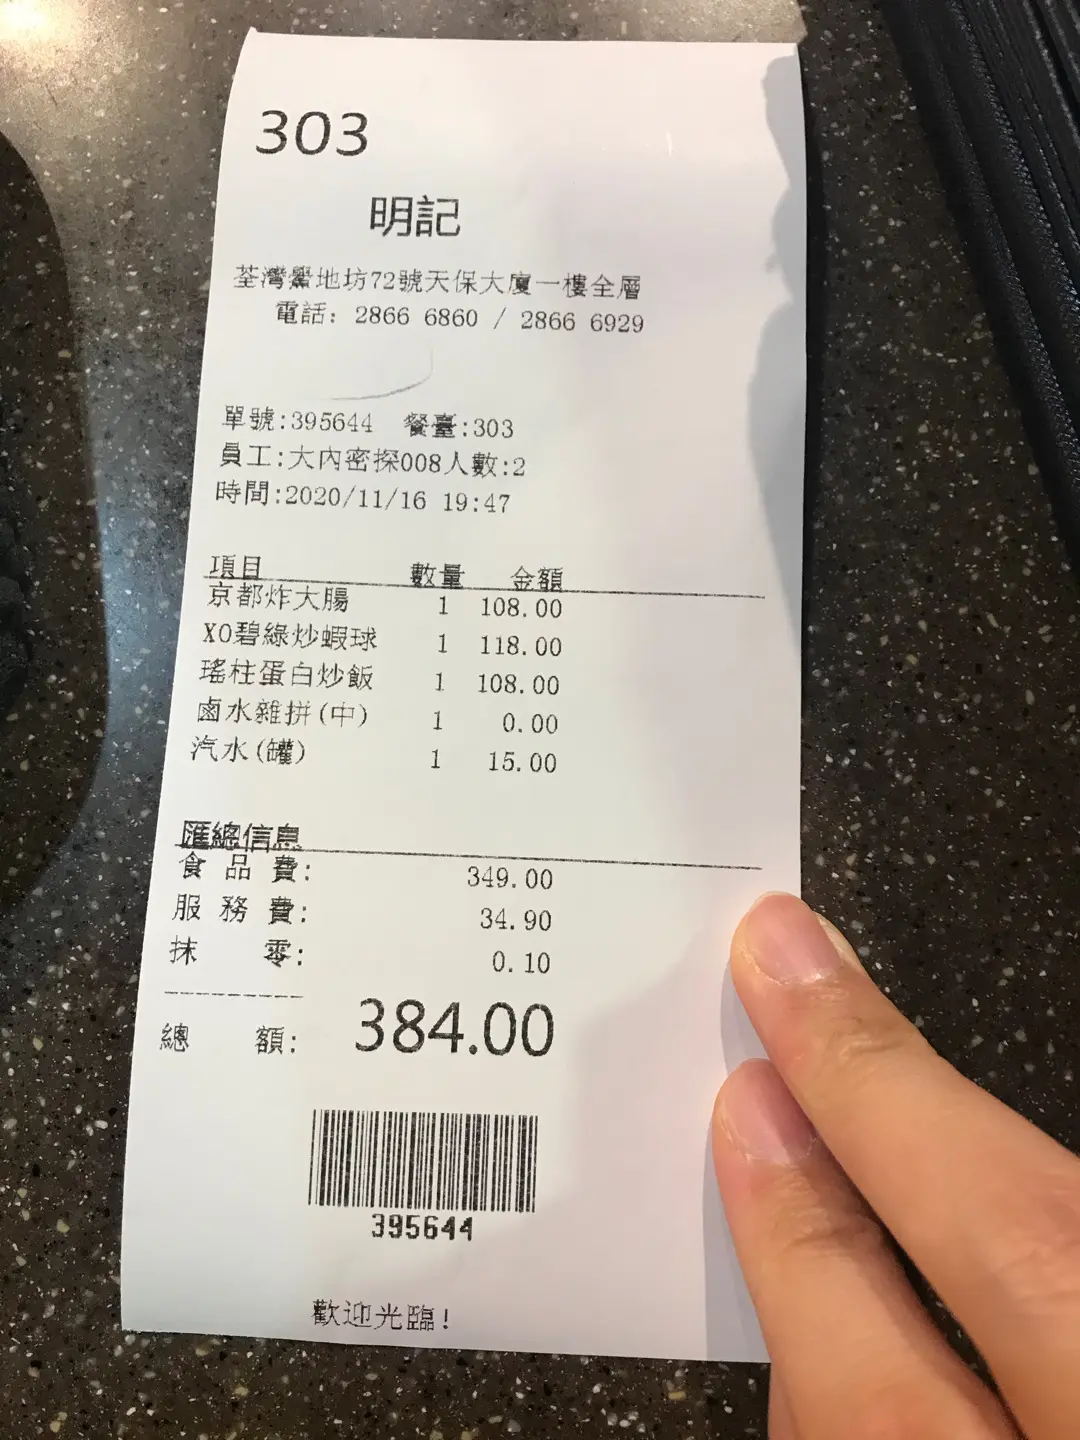 303
明記
荃灣鱟地坊72號天保大廈一樓全層
電話: 2866 6860 / 2866 6929
單號:395644 餐臺:303
員工:大內密探008人數:2
時間:2020/11/16 19:47
項目 數量 金額
京都炸大腸 1 108.00
XO碧綠炒蝦球 1 118.00
瑤柱蛋白炒飯 1 108.00
鹵水雜拼(中) 1 0.00
汽水(罐) 1 15.00
匯總信息
食品費: 349.00
服務費: 34.90
抹零: 0.10
總額: 384.00
395644
歡迎光臨!